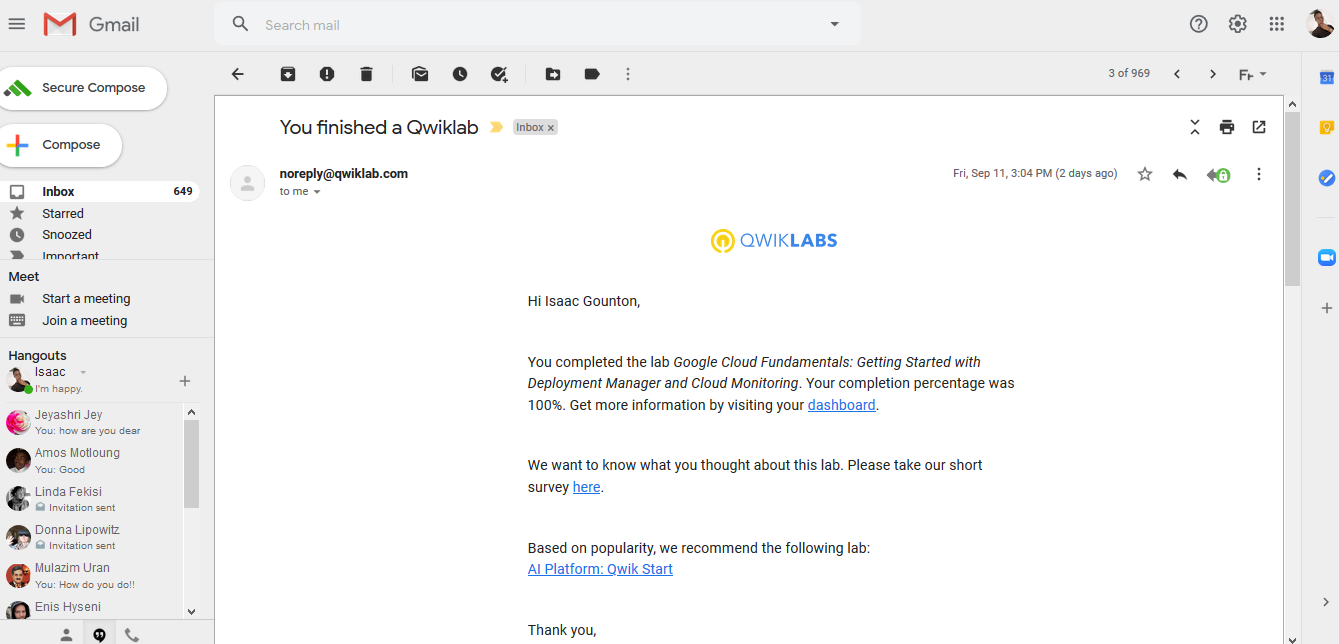 Gmail
Search mail
Secure Compose
3 of 969
Compose
You finished a Qwiklab
Inbox x
Inbox 649
noreply@qwiklab.com
Fri, Sep 11, 3:04 PM (2 days ago)
to me
Starred
Snoozed
Important
QWIKLABS
Meet
Start a meeting
Join a meeting
Hi Isaac Gounton,
Hangouts
Isaac
I'm happy.
You completed the lab Google Cloud Fundamentals: Getting Started with
Deployment Manager and Cloud Monitoring. Your completion percentage was
100%. Get more information by visiting your dashboard.
Jeyashri Jey
You: how are you dear
Amos Motloung
You: Good
We want to know what you thought about this lab. Please take our short
survey here.
Linda Fekisi
Invitation sent
Donna Lipowitz
Invitation sent
Based on popularity, we recommend the following lab:
AI Platform: Qwik Start
Mulazim Uran
You: How do you do!!
Enis Hyseni
Thank you,
31